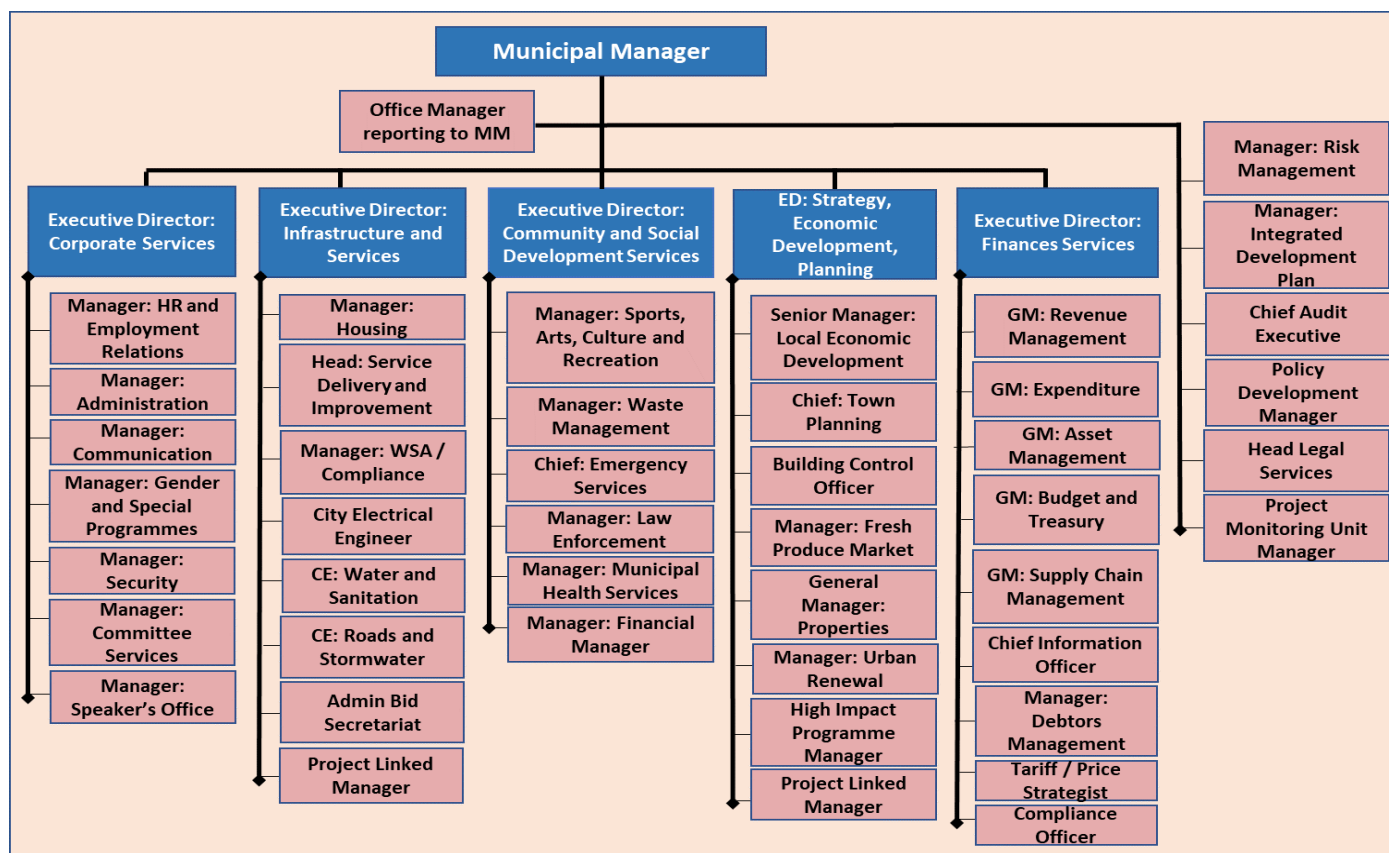 Municipal Manager
Office Manager
reporting to MM
Executive Director:
Corporate Services
Manager: HR and
Employment
Relations
Manager:
Administration
Manager:
Communication
Manager: Gender
and Special
Programmes
Manager:
Security
Manager:
Committee
Services
Manager:
Speaker’s Office
Executive Director:
Infrastructure and
Services
Manager:
Housing
Head: Service
Delivery and
Improvement
Manager: WSA /
Compliance
City Electrical
Engineer
CE: Water and
Sanitation
CE: Roads and
Stormwater
Admin Bid
Secretariat
Project Linked
Manager
Executive Director:
Community and Social
Development Services
Manager: Sports,
Arts, Culture and
Recreation
Manager: Waste
Management
Chief: Emergency
Services
Manager: Law
Enforcement
Manager: Municipal
Health Services
Manager: Financial
Manager
ED: Strategy,
Economic
Development,
Planning
Senior Manager:
Local Economic
Development
Chief: Town
Planning
Building Control
Officer
Manager: Fresh
Produce Market
General
Manager:
Properties
Manager: Urban
Renewal
High Impact
Programme
Manager
Project Linked
Manager
Executive Director:
Finances Services
GM: Revenue
Management
GM: Expenditure
GM: Asset
Management
GM: Budget and
Treasury
GM: Supply Chain
Management
Chief Information
Officer
Manager:
Debtors
Management
Tariff / Price
Strategist
Compliance
Officer
Manager: Risk
Management
Manager:
Integrated
Development
Plan
Chief Audit
Executive
Policy
Development
Manager
Head Legal
Services
Project
Monitoring Unit
Manager